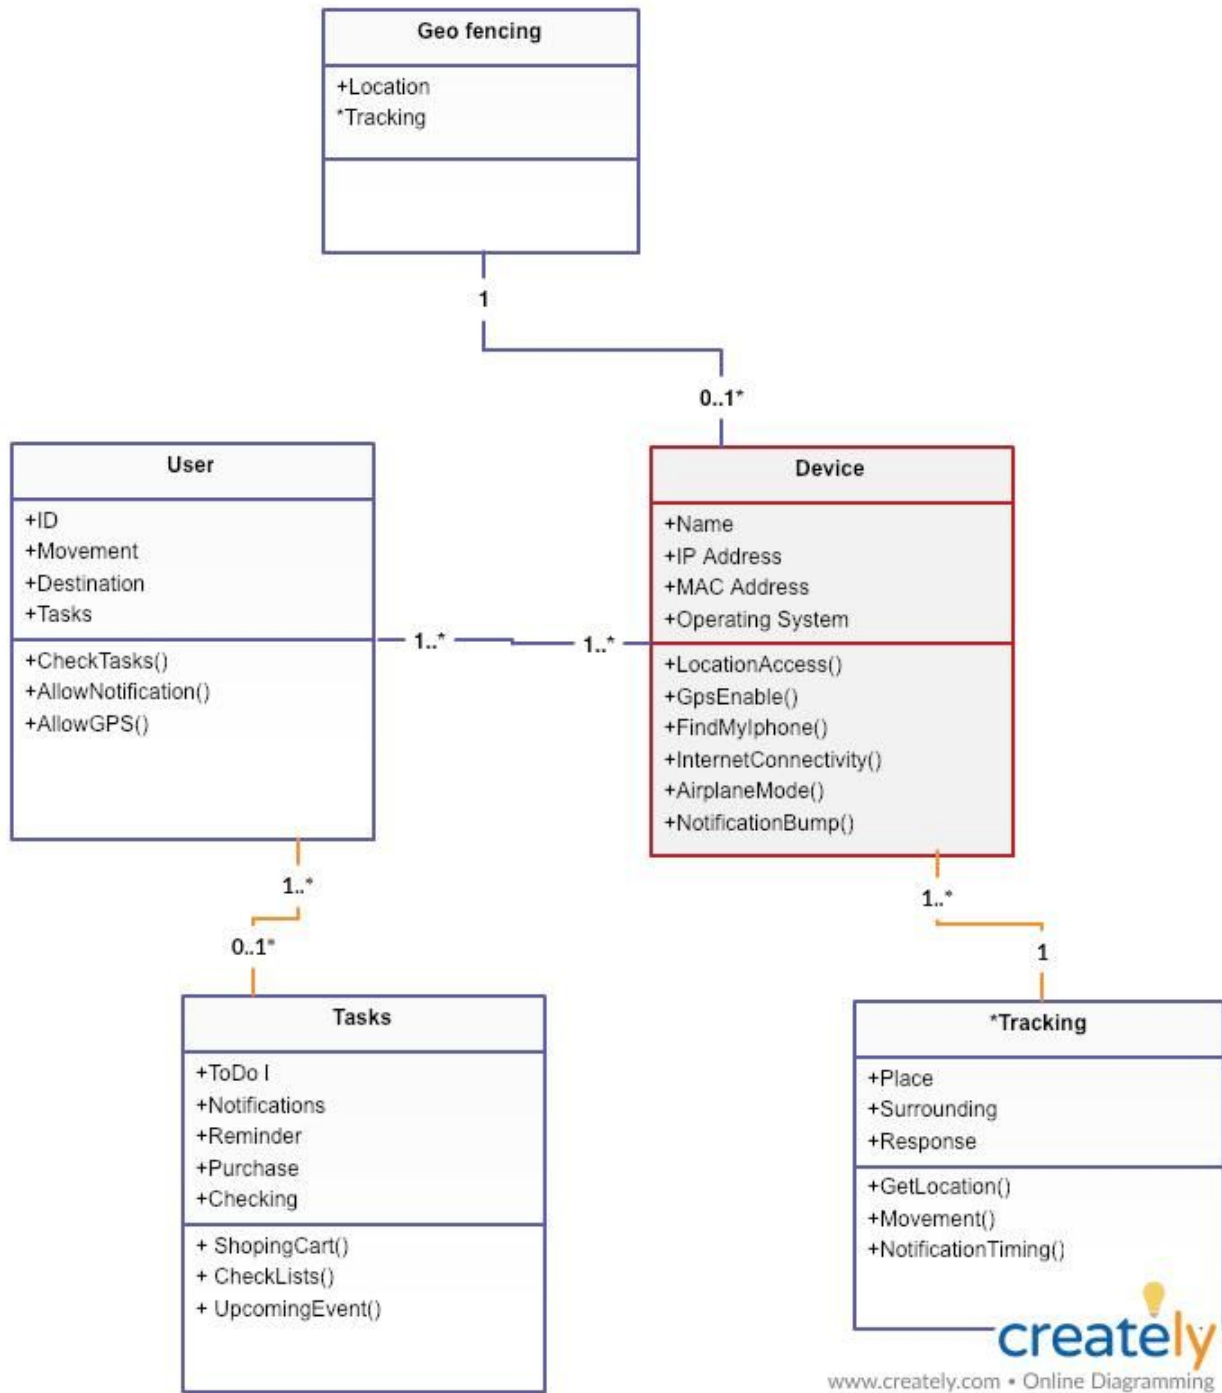 Geo fencing
+Location
*Tracking
1
0..1*
User
+ID
+Movement
+Destination
+Tasks
+CheckTasks()
+AllowNotification()
+AllowGPS()
1..*
1..*
Device
+Name
+IP Address
+MAC Address
+Operating System
+LocationAccess()
+GpsEnable()
+FindMyIphone()
+InternetConnectivity()
+AirplaneMode()
+NotificationBump()
1..*
0..1*
1..*
1
Tasks
+ToDo l
+Notifications
+Reminder
+Purchase
+Checking
+ ShopingCart()
+ CheckLists()
+ UpcomingEvent()
*Tracking
+Place
+Surrounding
+Response
+GetLocation()
+Movement()
+NotificationTiming()
creately
www.creately.com • Online Diagramming